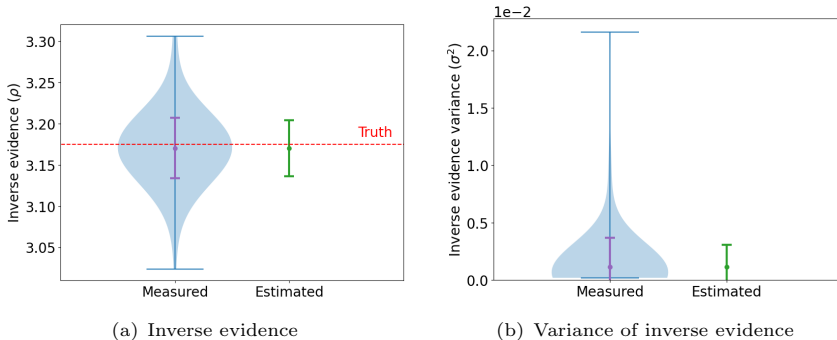 3.30
3.25
3.20
3.15
3.10
3.05
Inverse evidence (ρ)
Truth
Measured
Estimated
(a) Inverse evidence
1e−2
2.0
1.5
1.0
0.5
0.0
Inverse evidence variance (σ²)
Measured
Estimated
(b) Variance of inverse evidence